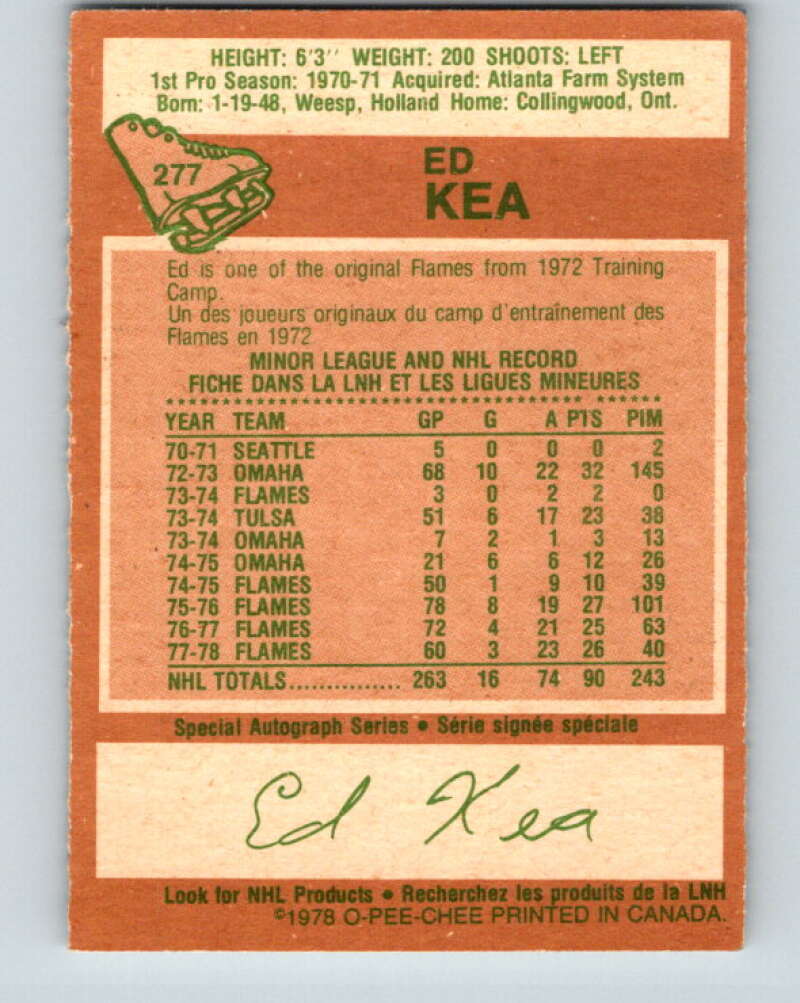 HEIGHT: 6'3'' WEIGHT: 200 SHOOTS: LEFT
1st Pro Season: 1970-71 Acquired: Atlanta Farm System
Born: 1-19-48, Weesp, Holland Home: Collingwood, Ont.
277
ED
KEA
Ed is one of the original Flames from 1972 Training
Camp.
Un des joueurs originaux du camp d'entraînement des
Flames en 1972
MINOR LEAGUE AND NHL RECORD
FICHE DANS LA LNH ET LES LIGUES MINEURES
YEAR TEAM GP G A PTS PIM
70-71 SEATTLE 5 0 0 0 2
72-73 OMAHA 68 10 22 32 145
73-74 FLAMES 3 0 2 2 0
73-74 TULSA 51 6 17 23 38
73-74 OMAHA 7 2 1 3 13
74-75 OMAHA 21 6 6 12 26
74-75 FLAMES 50 1 9 10 39
75-76 FLAMES 78 8 19 27 101
76-77 FLAMES 72 4 21 25 63
77-78 FLAMES 60 3 23 26 40
NHL TOTALS............... 263 16 74 90 243
Special Autograph Series • Série signée spéciale
Ed Kea
Look for NHL Products • Recherchez les produits de la LNH
©1978 O-PEE-CHEE PRINTED IN CANADA.